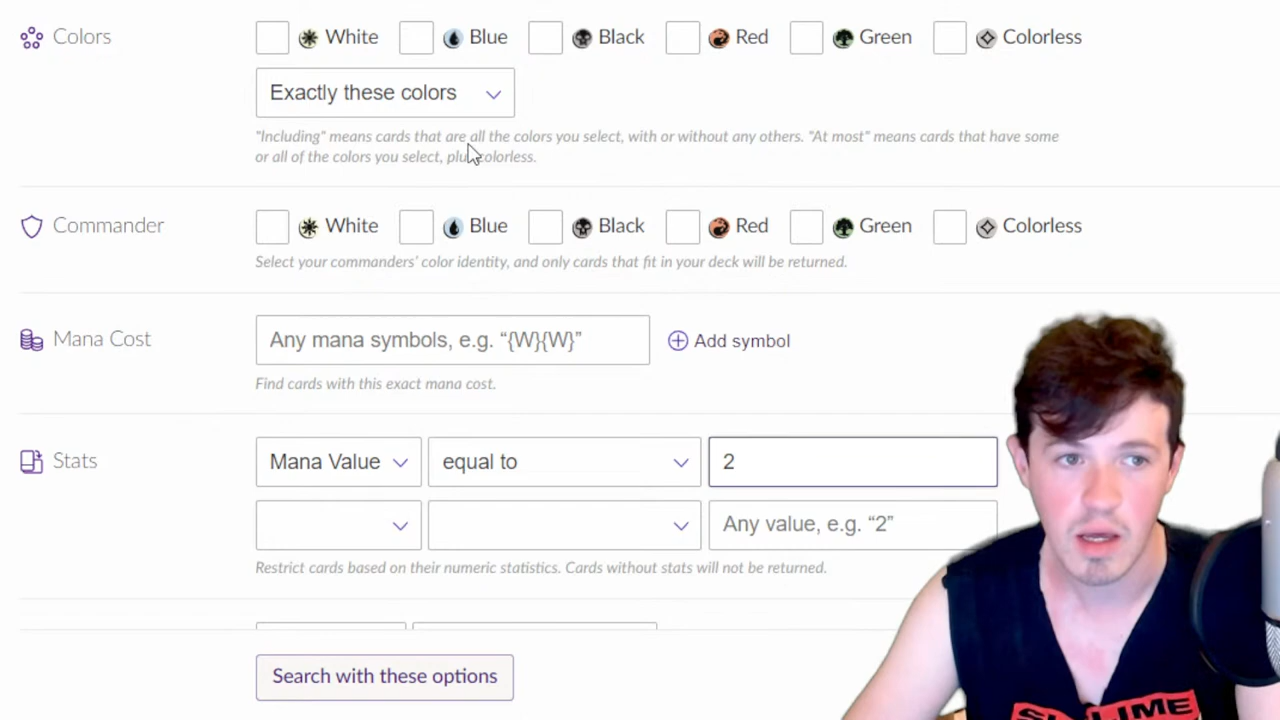 Colors White Blue Black Red Green Colorless
Exactly these colors
"Including" means cards that are all the colors you select, with or without any others. "At most" means cards that have some
or all of the colors you select, plus colorless.
Commander White Blue Black Red Green Colorless
Select your commanders' color identity, and only cards that fit in your deck will be returned.
Mana Cost Any mana symbols, e.g. “{W}{W}” Add symbol
Find cards with this exact mana cost.
Stats Mana Value equal to 2
Any value, e.g. “2”
Restrict cards based on their numeric statistics. Cards without stats will not be returned.
Search with these options